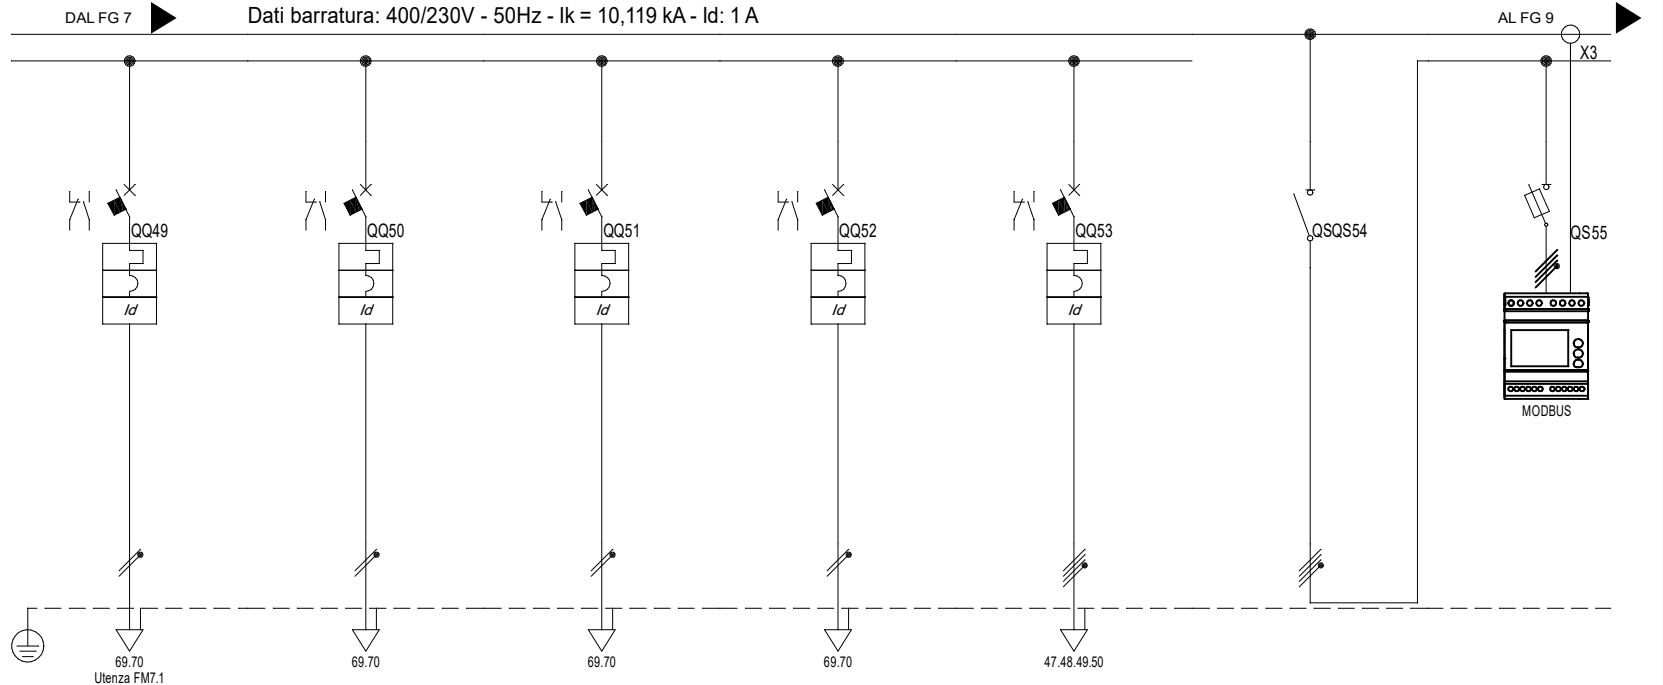 DAL FG 7
Dati barratura: 400/230V - 50Hz - Ik = 10,119 kA - Id: 1 A
AL FG 9
X3
QQ49
QQ50
QQ51
QQ52
QQ53
QSQS54
QS55
Id
Id
Id
Id
Id
MODBUS
69.70
Utenza FM7.1
69.70
69.70
69.70
47.48.49.50